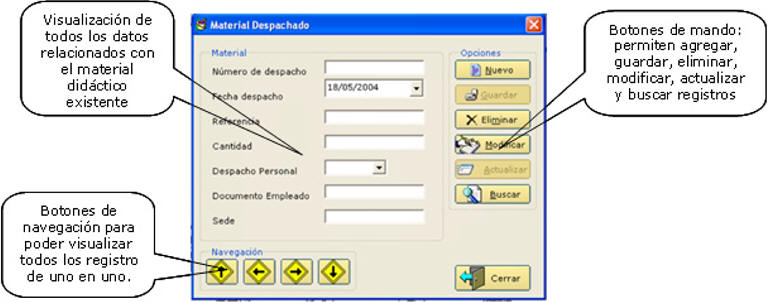 Visualización de
todos los datos
relacionados con
el material
didáctico
existente
Material Despachado
Material
Número de despacho
Fecha despacho
18/05/2004
Referencia
Cantidad
Despacho Personal
Documento Empleado
Sede
Opciones
Nuevo
Guardar
Eliminar
Modificar
Actualizar
Buscar
Botones de mando:
permiten agregar,
guardar, eliminar,
modificar, actualizar
y buscar registros
Botones de
navegación para
poder visualizar
todos los registro
de uno en uno.
Navegación
Cerrar